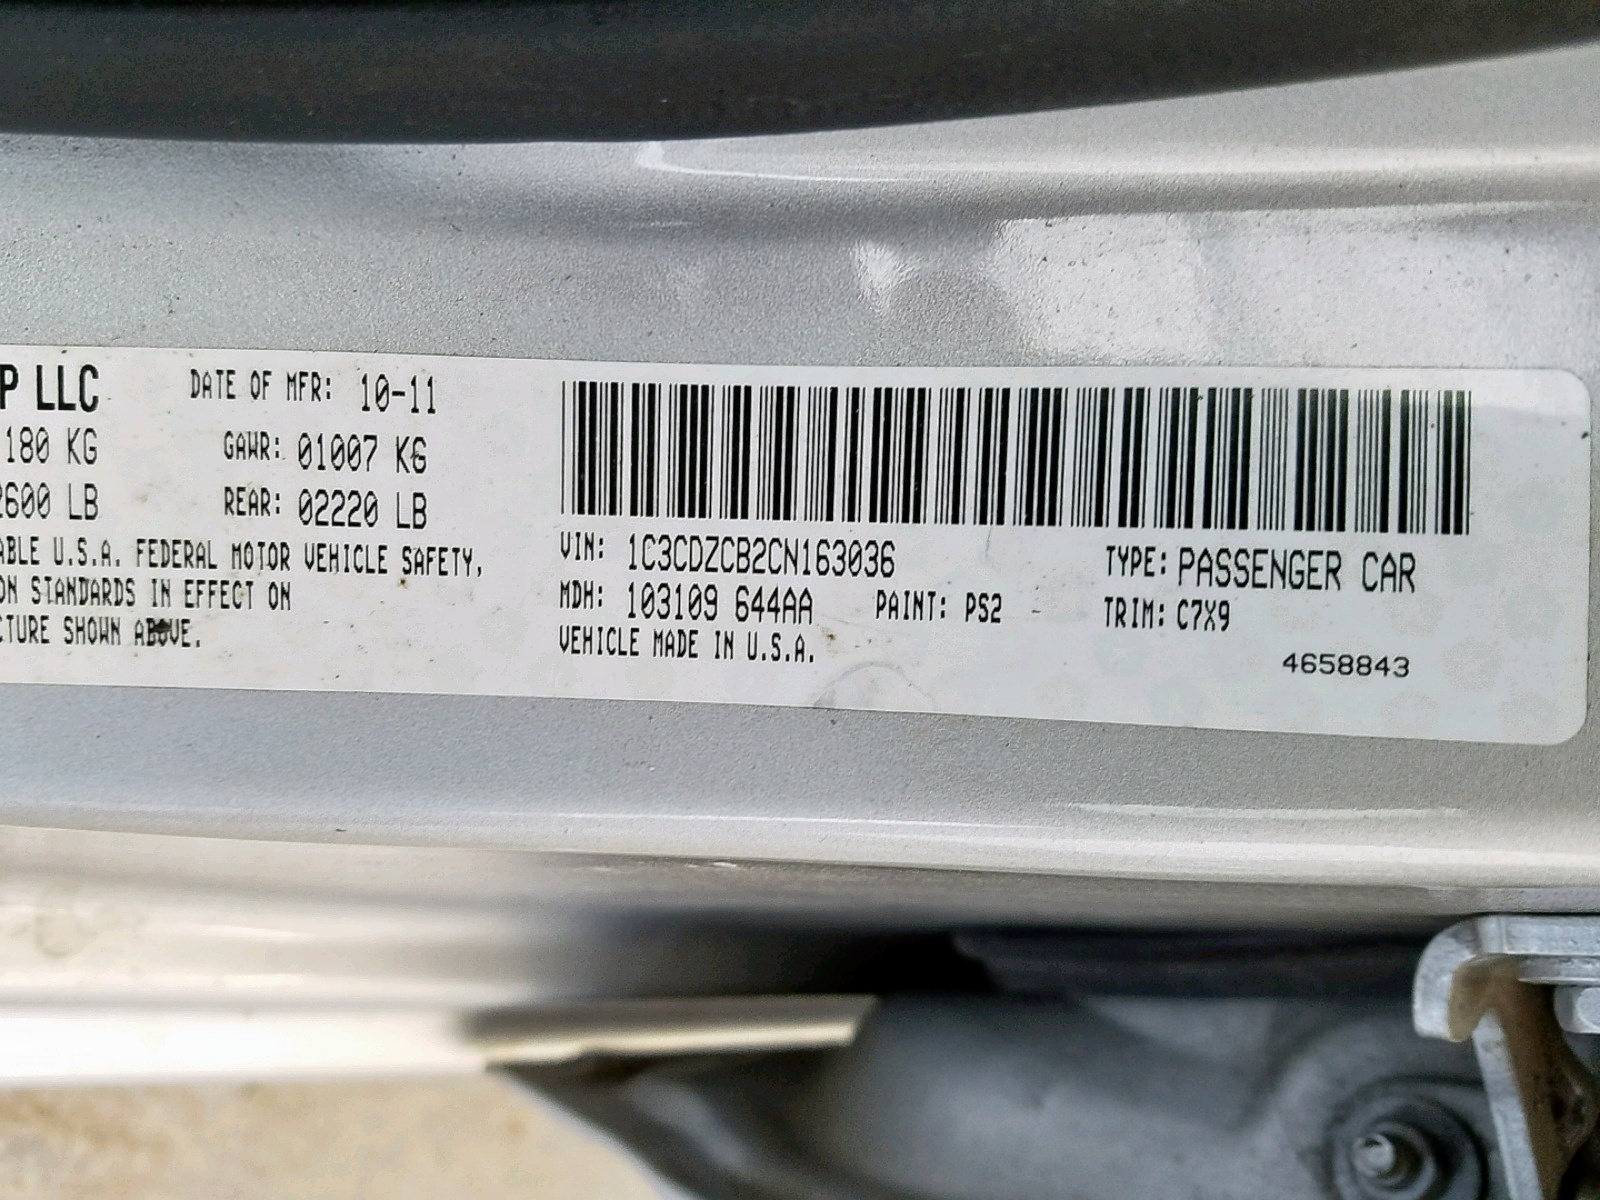 P LLC DATE OF MFR: 10-11
180 KG GAWR: 01007 KG
2600 LB REAR: 02220 LB
ABLE U.S.A. FEDERAL MOTOR VEHICLE SAFETY,
ON STANDARDS IN EFFECT ON
CTURE SHOWN ABOVE.
VIN: 1C3CDZCB2CN163036 TYPE: PASSENGER CAR
MDH: 103109 644AA PAINT: PS2 - TRIM: C7X9
VEHICLE MADE IN U.S.A.
4658843